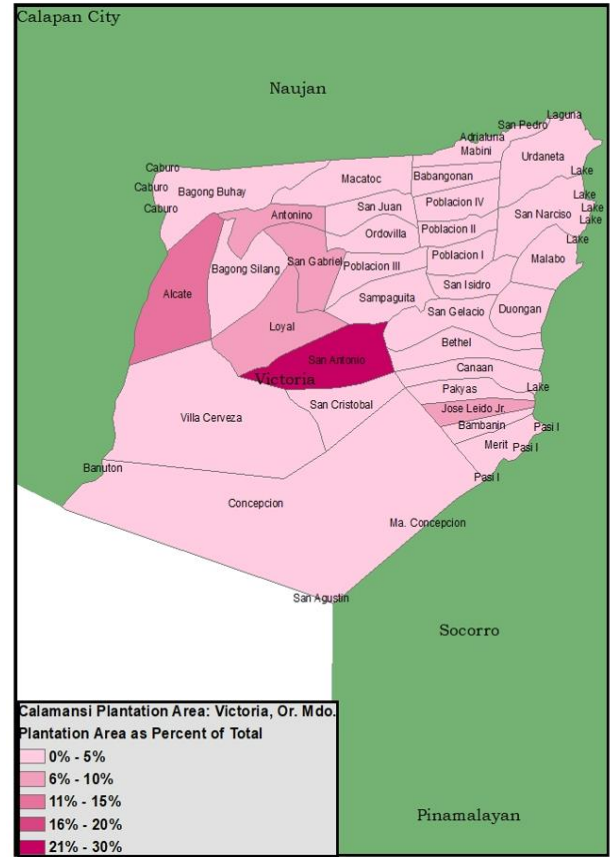 Calapan City
Naujan
Laguna
San Pedro
Adrialuna
Mabini
Urdaneta
Caburo
Macatoc
Babangonan
Lake
Caburo
Bagong Buhay
San Juan
Poblacion IV
Lake
Caburo
Antonino
San Narciso
Lake
Ordovilla
Poblacion II
Lake
San Gabriel
Poblacion III
Poblacion I
Malabo
Bagong Silang
Alcate
Sampaguita
San Isidro
San Gelacio
Duongan
Loyal
Bethel
San Antonio
Canaan
Victoria
Pakyas
Lake
San Cristobal
Jose Leido Jr.
Villa Cerveza
Bambanin
Pasi I
Merit
Pasi I
Banuton
Pasi I
Concepcion
Ma. Concepcion
San Agustin
Socorro
Pinamalayan
Calamansi Plantation Area: Victoria, Or. Mdo.
Plantation Area as Percent of Total
0% - 5%
6% - 10%
11% - 15%
16% - 20%
21% - 30%